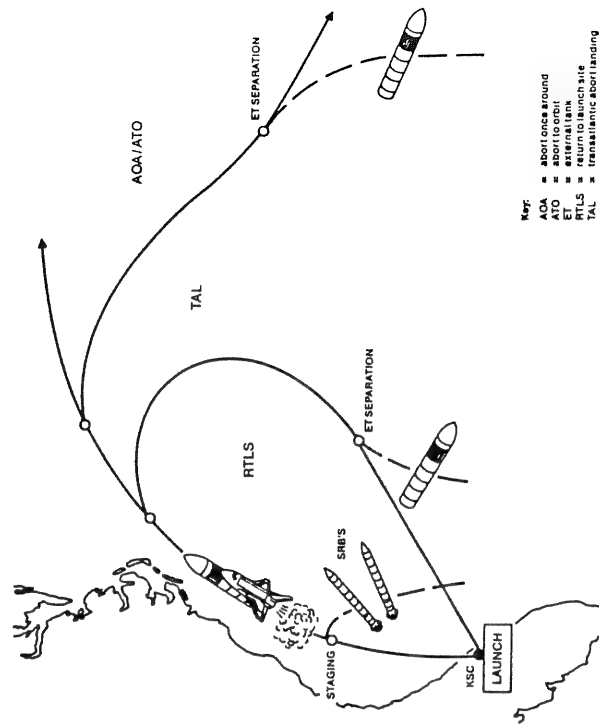 AOA/ATO
ET SEPARATION
TAL
RTLS
ET SEPARATION
SRB'S
STAGING
KSC
LAUNCH
Key:
AOA = abort once around
ATO = abort to orbit
ET = external tank
RTLS = return to launch site
TAL = transatlantic abort landing